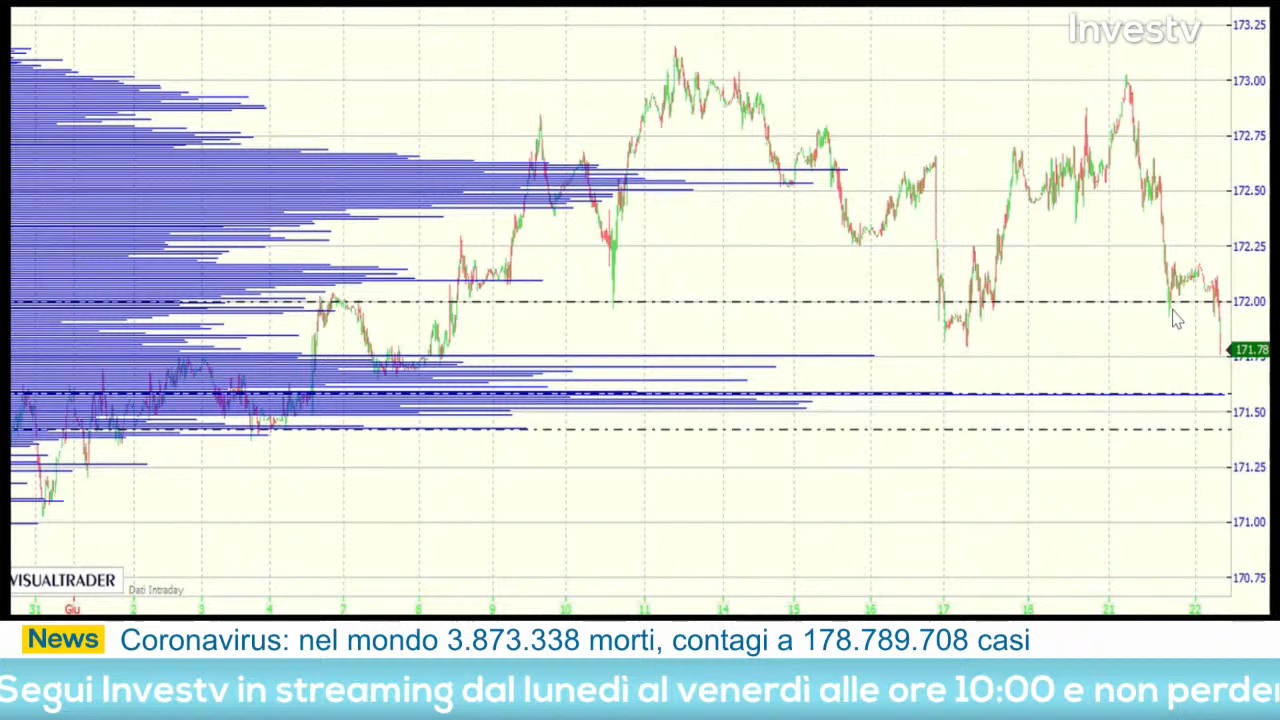 Investv
173.25
173.00
172.75
172.50
172.25
172.00
171.78
171.50
171.25
171.00
170.75
VISUALTRADER
Dati Intraday
31 Giu 2 3 4 7 8 9 10 11 14 15 16 17 18 21 22
News Coronavirus: nel mondo 3.873.338 morti, contagi a 178.789.708 casi
Segui Investv in streaming dal lunedì al venerdì alle ore 10:00 e non perder